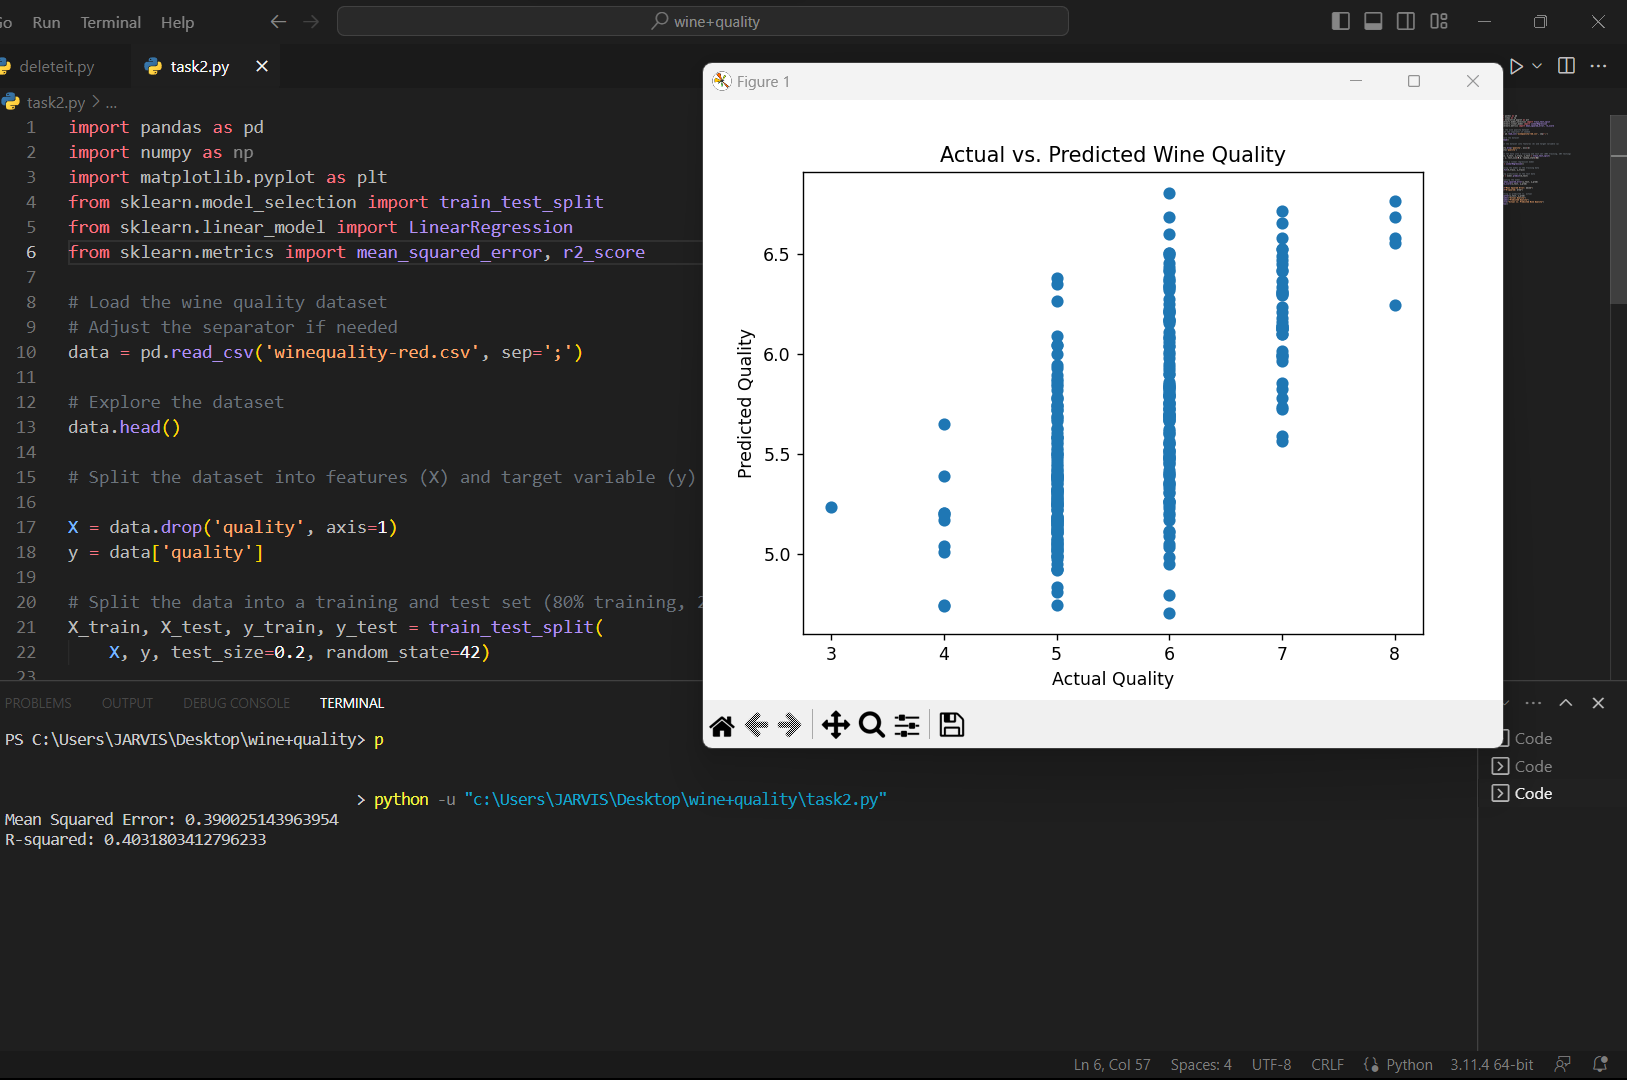 Go Run Terminal Help wine+quality
deleteit.py task2.py
task2.py > ...
1 import pandas as pd
2 import numpy as np
3 import matplotlib.pyplot as plt
4 from sklearn.model_selection import train_test_split
5 from sklearn.linear_model import LinearRegression
6 from sklearn.metrics import mean_squared_error, r2_score
7
8 # Load the wine quality dataset
9 # Adjust the separator if needed
10 data = pd.read_csv('winequality-red.csv', sep=';')
11
12 # Explore the dataset
13 data.head()
14
15 # Split the dataset into features (X) and target variable (y)
16
17 X = data.drop('quality', axis=1)
18 y = data['quality']
19
20 # Split the data into a training and test set (80% training, 2
21 X_train, X_test, y_train, y_test = train_test_split(
22 X, y, test_size=0.2, random_state=42)
23
Figure 1
Actual vs. Predicted Wine Quality
Predicted Quality
6.5
6.0
5.5
5.0
3 4 5 6 7 8
Actual Quality
PROBLEMS OUTPUT DEBUG CONSOLE TERMINAL
PS C:\Users\JARVIS\Desktop\wine+quality> p
> python -u "c:\Users\JARVIS\Desktop\wine+quality\task2.py"
Mean Squared Error: 0.390025143963954
R-squared: 0.4031803412796233
Code
Code
Code
Ln 6, Col 57 Spaces: 4 UTF-8 CRLF Python 3.11.4 64-bit